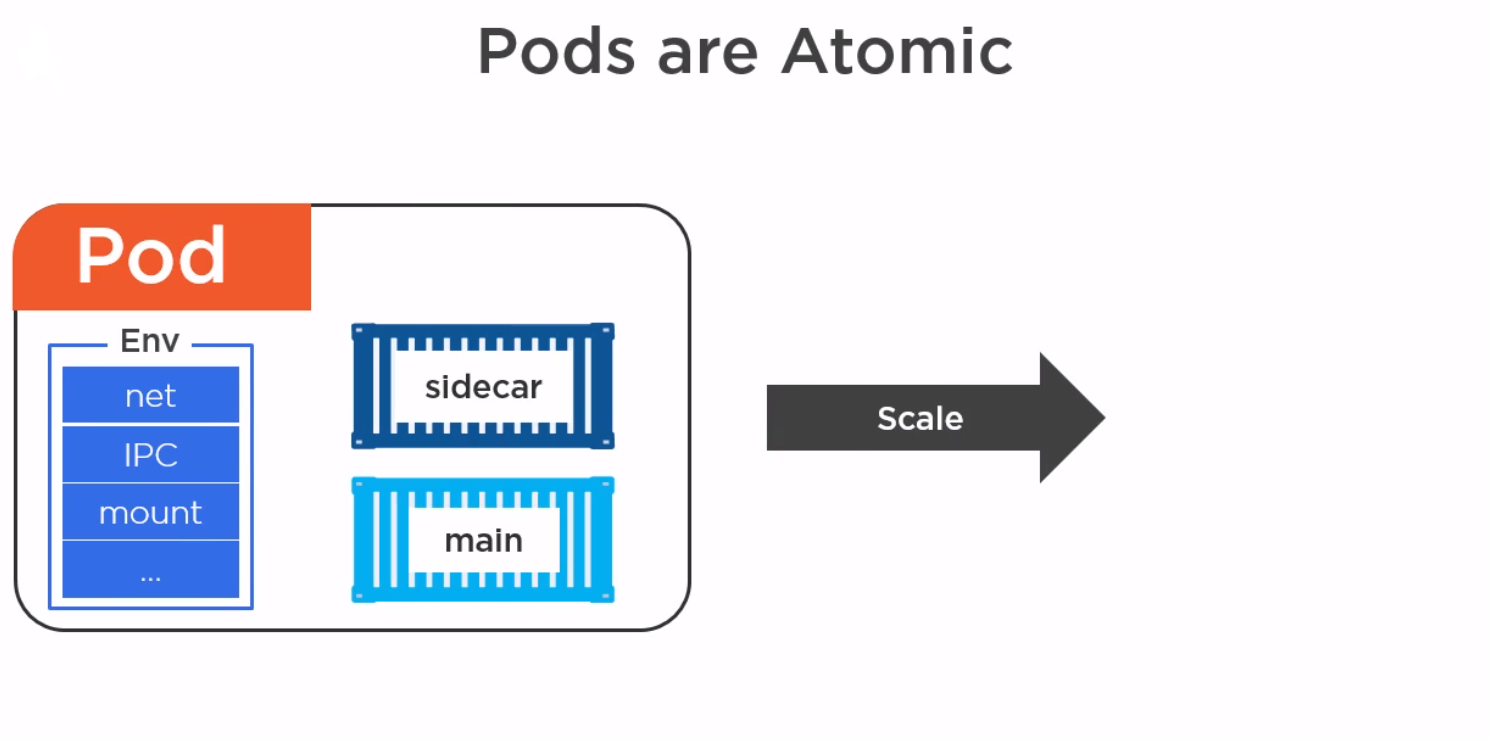 Pods are Atomic
Pod
Env
net
IPC
mount
...
sidecar
main
Scale